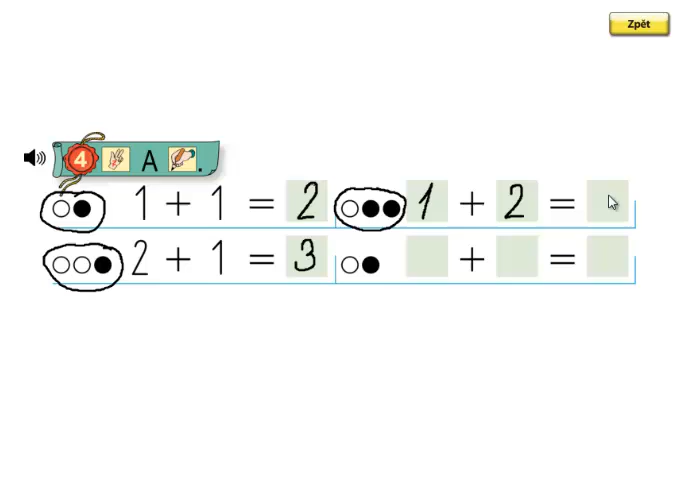 Zpět
4 A .
1 + 1 = 2 1 + 2 =
2 + 1 = 3 + =